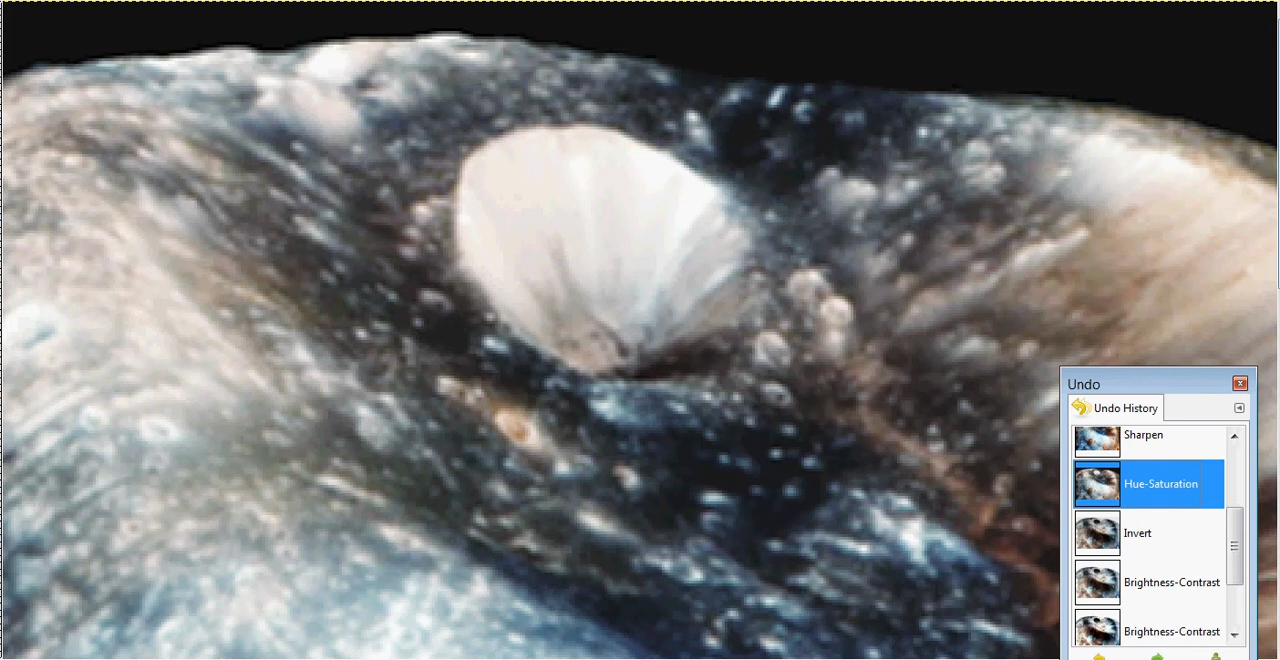 Undo
Undo History
Sharpen
Hue-Saturation
Invert
Brightness-Contrast
Brightness-Contrast